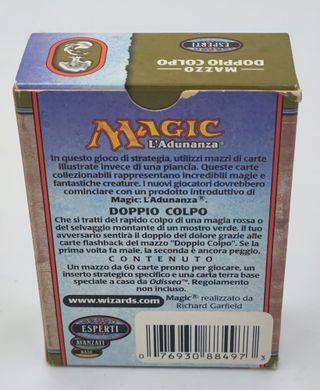 ESPERTI
MAZZO
DOPPIO COLPO
MAGIC
L'Adunanza®
In questo gioco di strategia, utilizzi mazzi di carte
illustrate invece di una plancia. Queste carte
collezionabili rappresentano incredibili magie e
fantastiche creature. I nuovi giocatori dovrebbero
cominciare con un prodotto introduttivo di
Magic: L'Adunanza®.
DOPPIO COLPO
Che si tratti del rapido colpo di una magia rossa o
del selvaggio montante di un mostro verde. Il tuo
avversario sentirà il doppio del dolore grazie alle
carte flashback del mazzo "Doppio Colpo". Se la
prima volta fa male, la seconda è ancora peggio.
CONTENUTO
Un mazzo da 60 carte pronto per giocare, un
inserto strategico specifico e una carta terra base
speciale a caso da Odissea™. Regolamento
non incluso.
www.wizards.com
Magic® realizzato da
Richard Garfield
ESPERTI
AVANZATI
BASE
0 76930 88497 3